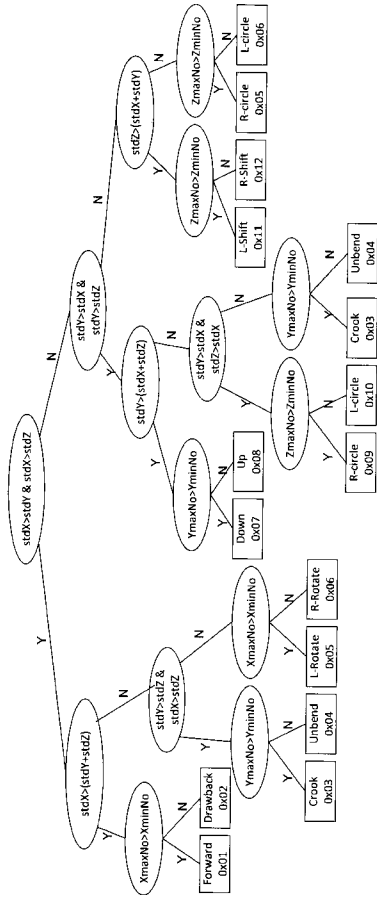 stdX>stdY & stdX>stdZ
Y
N
stdX>(stdY+stdZ)
stdY>stdX &
stdY>stdZ
Y
N
Y
N
XmaxNo>XminNo
stdY>stdZ &
stdX>stdZ
stdY>(stdX+stdZ)
stdZ>(stdX+stdY)
Y
N
Y
N
Y
N
Y
N
Forward
0x01
Drawback
0x02
YmaxNo>YminNo
XmaxNo>XminNo
YmaxNo>YminNo
stdY>stdX &
stdZ>stdX
ZmaxNo>ZminNo
ZmaxNo>ZminNo
Y
N
Y
N
Y
N
Y
N
Y
N
Y
N
Crook
0x03
Unbend
0x04
L-Rotate
0x05
R-Rotate
0x06
Down
0x07
Up
0x08
ZmaxNo>ZminNo
YmaxNo>YminNo
L-Shift
0x11
R-Shift
0x12
R-circle
0x05
L-circle
0x06
Y
N
Y
N
R-circle
0x09
L-circle
0x10
Crook
0x03
Unbend
0x04